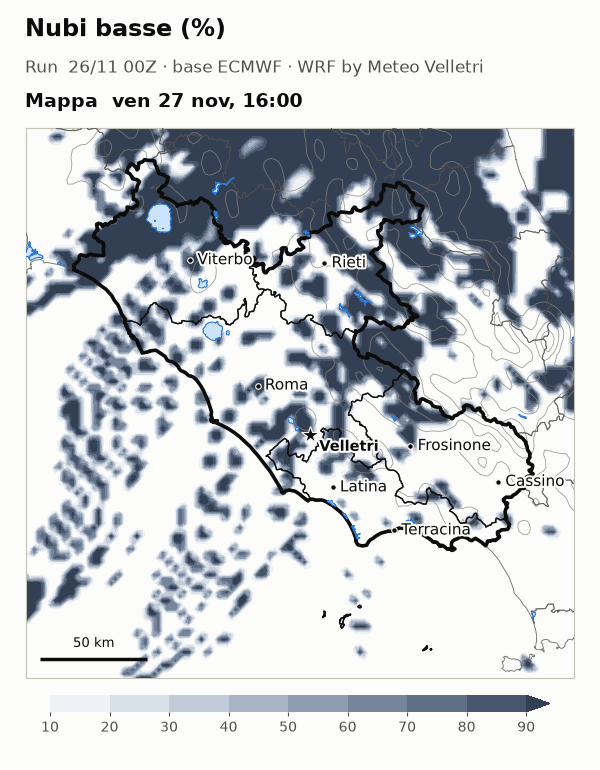 Nubi basse (%)
Run 26/11 00Z · base ECMWF · WRF by Meteo Velletri
Mappa ven 27 nov, 16:00
Viterbo
Rieti
Roma
Velletri
Frosinone
Cassino
Latina
Terracina
50 km
10 20 30 40 50 60 70 80 90